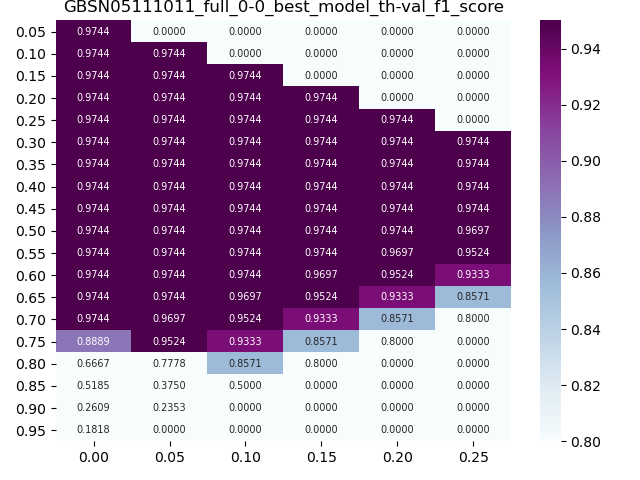 GBSN05111011_full_0-0_best_model_th-val_f1_score
0.05 0.9744 0.0000 0.0000 0.0000 0.0000 0.0000
0.10 0.9744 0.9744 0.0000 0.0000 0.0000 0.0000
0.15 0.9744 0.9744 0.9744 0.0000 0.0000 0.0000
0.20 0.9744 0.9744 0.9744 0.9744 0.0000 0.0000
0.25 0.9744 0.9744 0.9744 0.9744 0.9744 0.0000
0.30 0.9744 0.9744 0.9744 0.9744 0.9744 0.9744
0.35 0.9744 0.9744 0.9744 0.9744 0.9744 0.9744
0.40 0.9744 0.9744 0.9744 0.9744 0.9744 0.9744
0.45 0.9744 0.9744 0.9744 0.9744 0.9744 0.9744
0.50 0.9744 0.9744 0.9744 0.9744 0.9744 0.9697
0.55 0.9744 0.9744 0.9744 0.9744 0.9697 0.9524
0.60 0.9744 0.9744 0.9744 0.9697 0.9524 0.9333
0.65 0.9744 0.9744 0.9697 0.9524 0.9333 0.8571
0.70 0.9744 0.9697 0.9524 0.9333 0.8571 0.8000
0.75 0.8889 0.9524 0.9333 0.8571 0.8000 0.0000
0.80 0.6667 0.7778 0.8571 0.8000 0.0000 0.0000
0.85 0.5185 0.3750 0.5000 0.0000 0.0000 0.0000
0.90 0.2609 0.2353 0.0000 0.0000 0.0000 0.0000
0.95 0.1818 0.0000 0.0000 0.0000 0.0000 0.0000
0.00 0.05 0.10 0.15 0.20 0.25
0.94
0.92
0.90
0.88
0.86
0.84
0.82
0.80